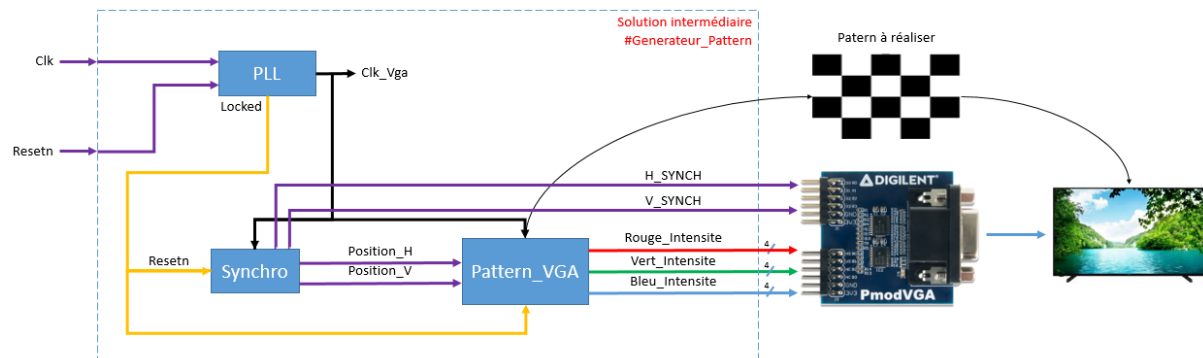 Solution intermédiaire
#Generateur_Pattern
Patern à réaliser
Clk
PLL
Clk_Vga
Locked
Resetn
H_SYNCH
V_SYNCH
DIGILENT
Resetn
Synchro
Position_H
Position_V
Pattern_VGA
Rouge_Intensite
4
Vert_Intensite
4
Bleu_Intensite
4
PmodVGA